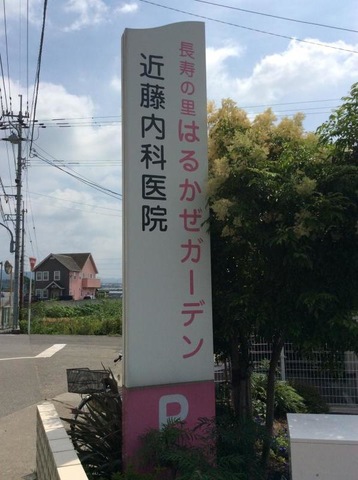 長寿の里はるかぜガーデン
近藤内科医院
P